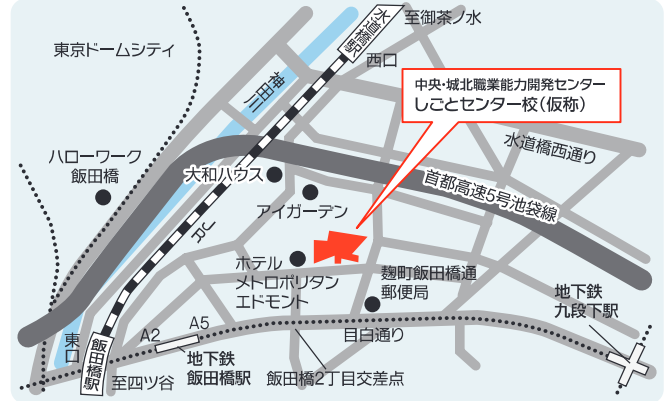 水道橋駅
至御茶ノ水
東京ドームシティ
西口
神田川
中央・城北職業能力開発センター
しごとセンター校(仮称)
水道橋西通り
ハローワーク
飯田橋
大和ハウス
首都高速5号池袋線
アイガーデン
JR
ホテル
メトロポリタン
エドモント
麹町飯田橋通
郵便局
地下鉄
九段下駅
東口
A2
A5
目白通り
飯田橋駅
地下鉄
飯田橋駅
至四ツ谷
飯田橋2丁目交差点